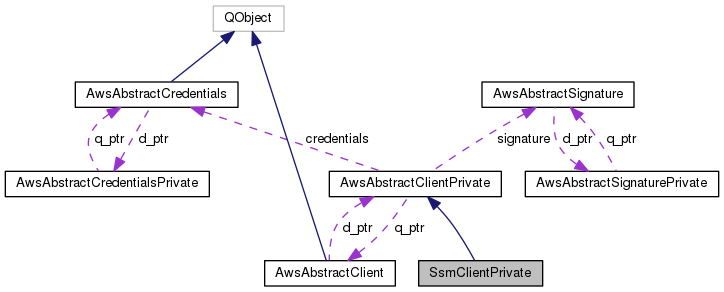 QObject
AwsAbstractCredentials
AwsAbstractSignature
q_ptr
d_ptr
credentials
signature
d_ptr
q_ptr
AwsAbstractCredentialsPrivate
AwsAbstractClientPrivate
AwsAbstractSignaturePrivate
d_ptr
q_ptr
AwsAbstractClient
SsmClientPrivate